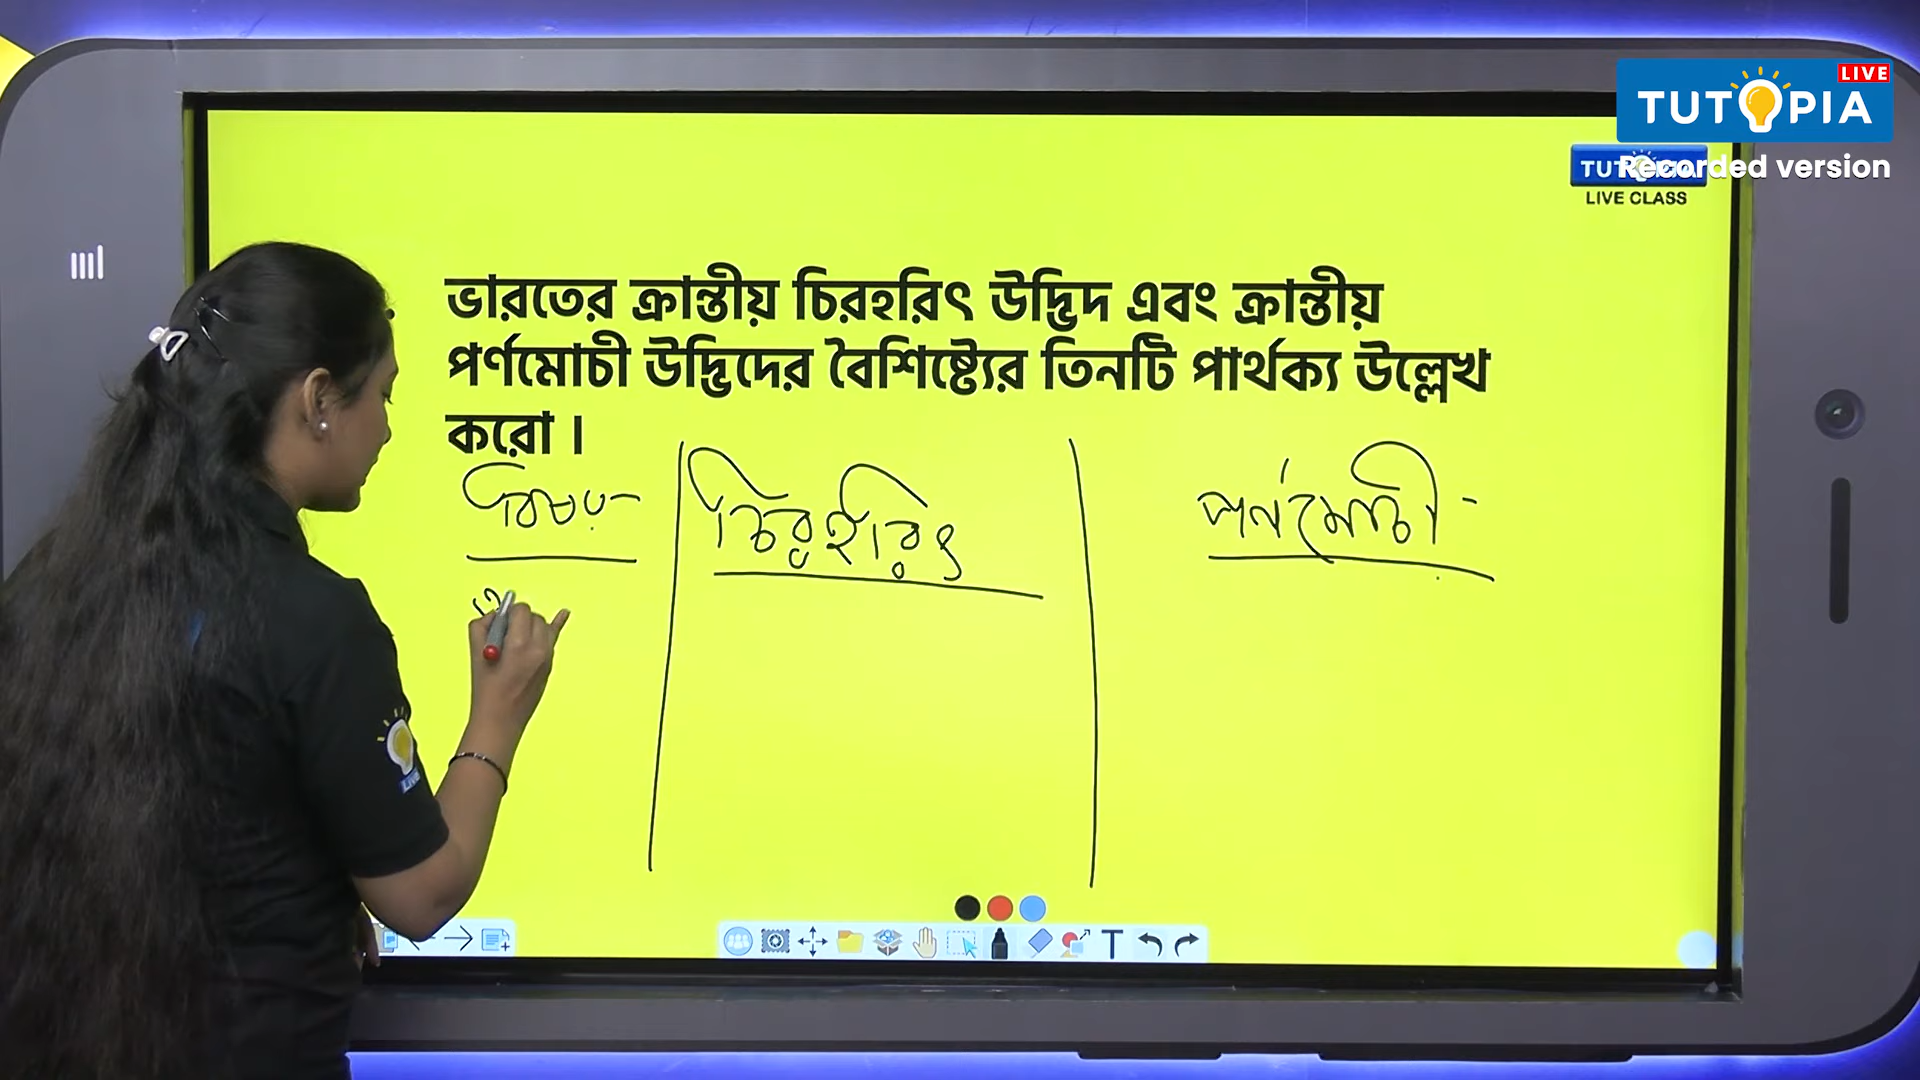 LIVE
TUTOPIA
Recorded version
LIVE CLASS
ভারতের ক্রান্তীয় চিরহরিৎ উদ্ভিদ এবং ক্রান্তীয়
পর্ণমোচী উদ্ভিদের বৈশিষ্ট্যের তিনটি পার্থক্য উল্লেখ
করো ।
চিরহরিৎ
পর্ণমোচী
Live
T